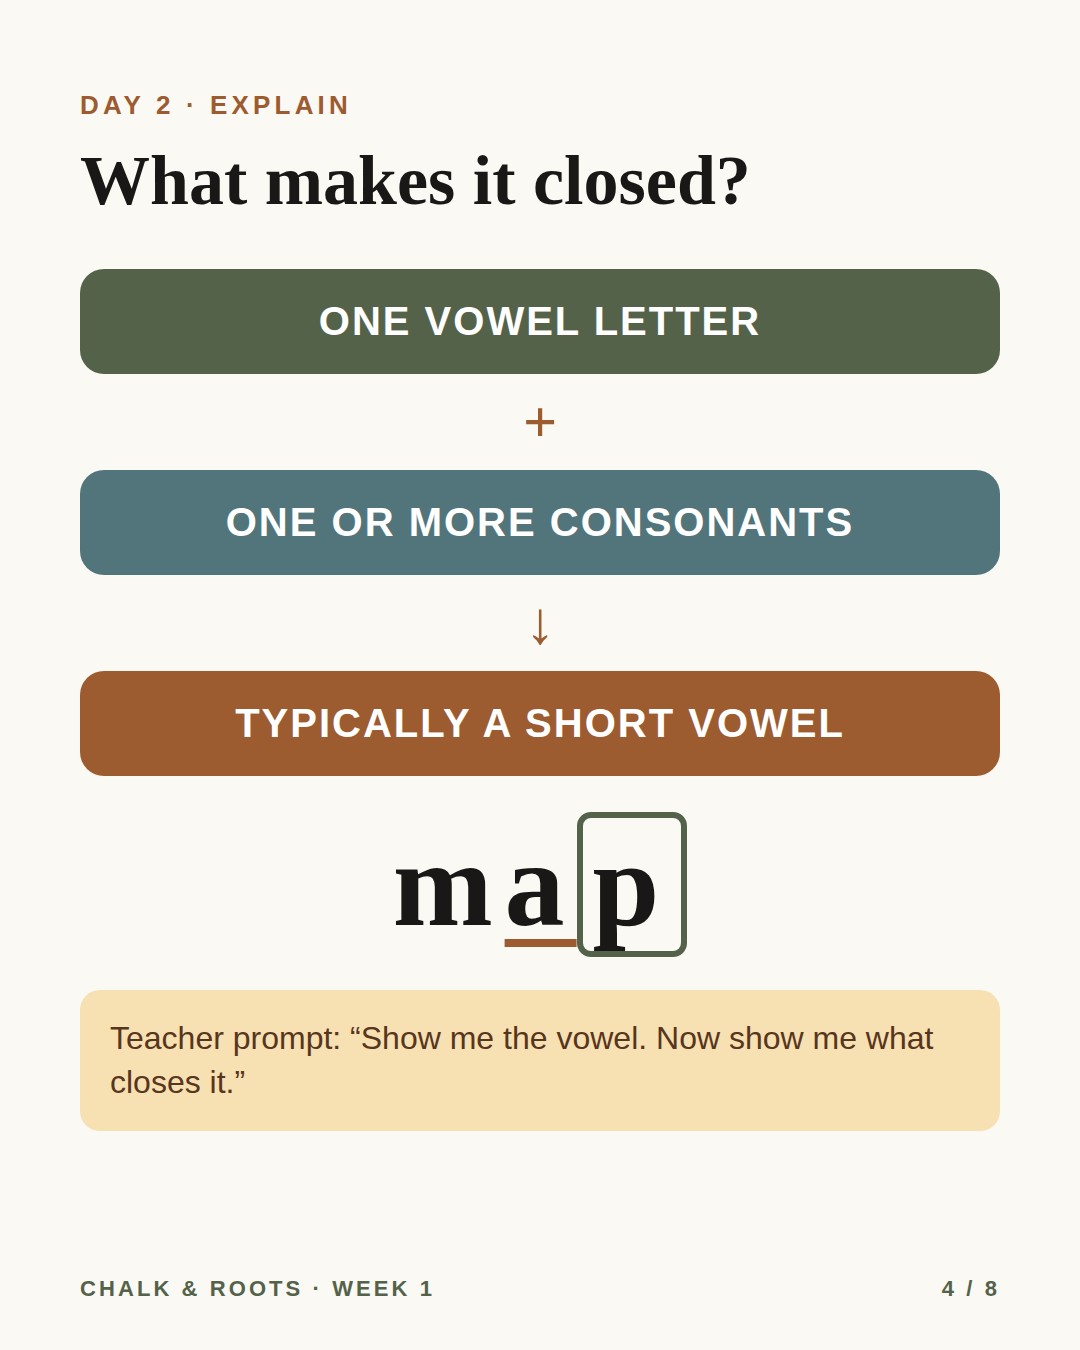 DAY 2 · EXPLAIN
What makes it closed?
ONE VOWEL LETTER
+
ONE OR MORE CONSONANTS
↓
TYPICALLY A SHORT VOWEL
map
Teacher prompt: “Show me the vowel. Now show me what
closes it.”
CHALK & ROOTS · WEEK 1
4 / 8